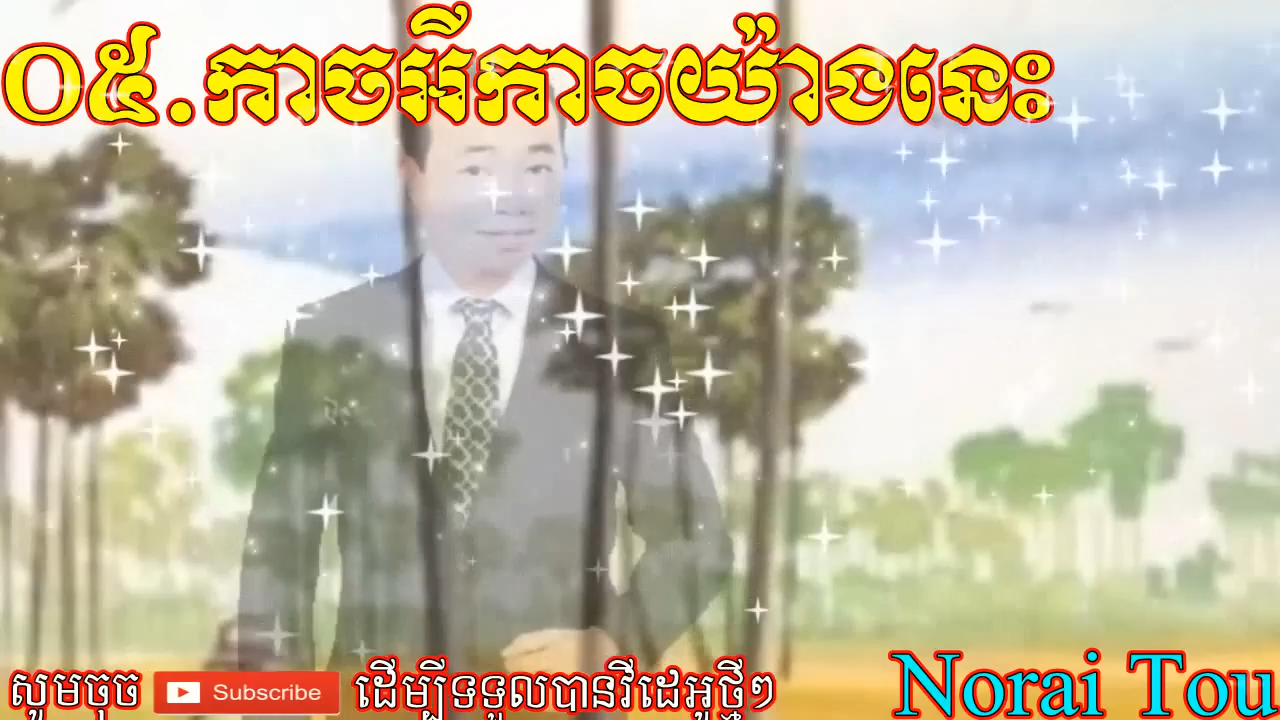 ០៥.កាចអីកាចយ៉ាងនេះ
សូមចុច Subscribe ដើម្បីទទួលបានវីដេអូថ្មីៗ Norai Tou